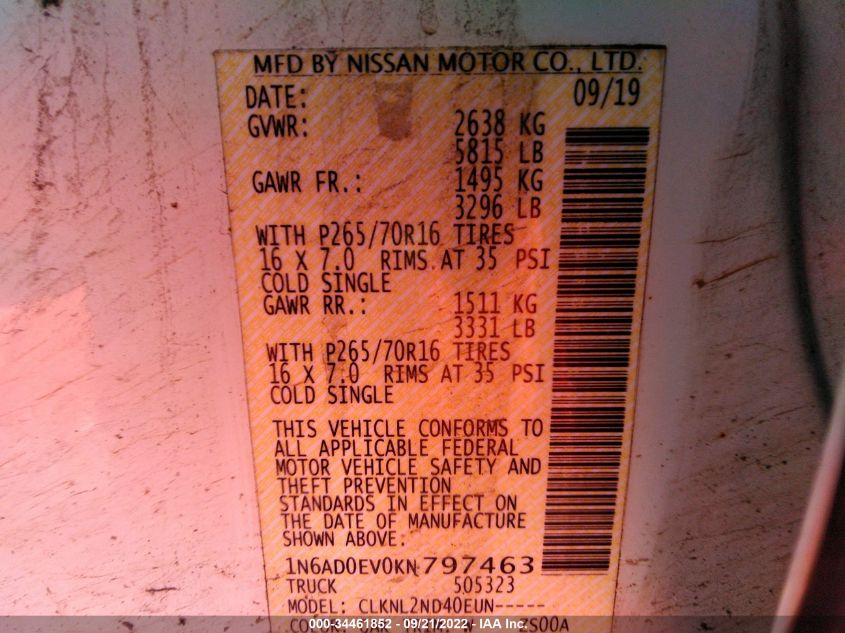 MFD BY NISSAN MOTOR CO., LTD.
DATE: 09/19
GVWR: 2638 KG
5815 LB
GAWR FR.: 1495 KG
3296 LB
WITH P265/70R16 TIRES
16 X 7.0 RIMS AT 35 PSI
COLD SINGLE
GAWR RR.: 1511 KG
3331 LB
WITH P265/70R16 TIRES
16 X 7.0 RIMS AT 35 PSI
COLD SINGLE
THIS VEHICLE CONFORMS TO
ALL APPLICABLE FEDERAL
MOTOR VEHICLE SAFETY AND
THEFT PREVENTION
STANDARDS IN EFFECT ON
THE DATE OF MANUFACTURE
SHOWN ABOVE:
1N6AD0EV0KN797463
TRUCK 505323
MODEL: CLKNL2ND40EUN-----
COLOR: QAK TRIM:
000-34461852 - 09/21/2022 - IAA Inc.